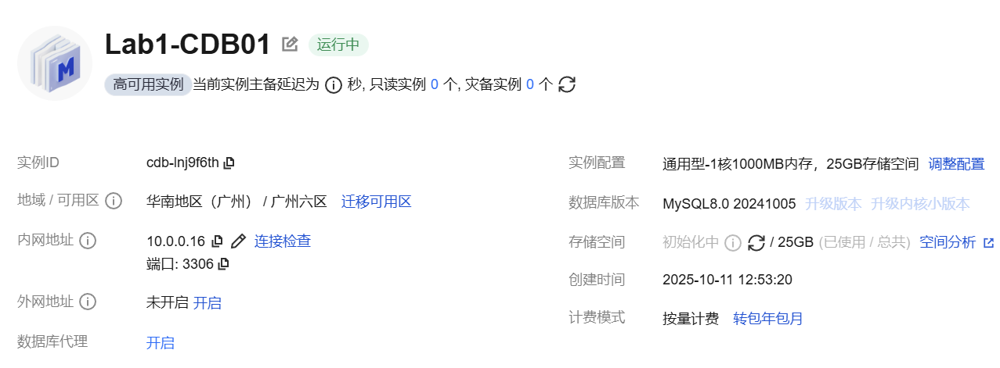 Lab1-CDB01 运行中
高可用实例 当前实例主备延迟为 秒, 只读实例 0 个, 灾备实例 0 个
实例ID cdb-lnj9f6th
地域 / 可用区 华南地区（广州） / 广州六区 迁移可用区
内网地址 10.0.0.16 连接检查
端口: 3306
外网地址 未开启 开启
数据库代理 开启
实例配置 通用型-1核1000MB内存，25GB存储空间 调整配置
数据库版本 MySQL8.0 20241005 升级版本 升级内核小版本
存储空间 初始化中 / 25GB (已使用 / 总共) 空间分析
创建时间 2025-10-11 12:53:20
计费模式 按量计费 转包年包月